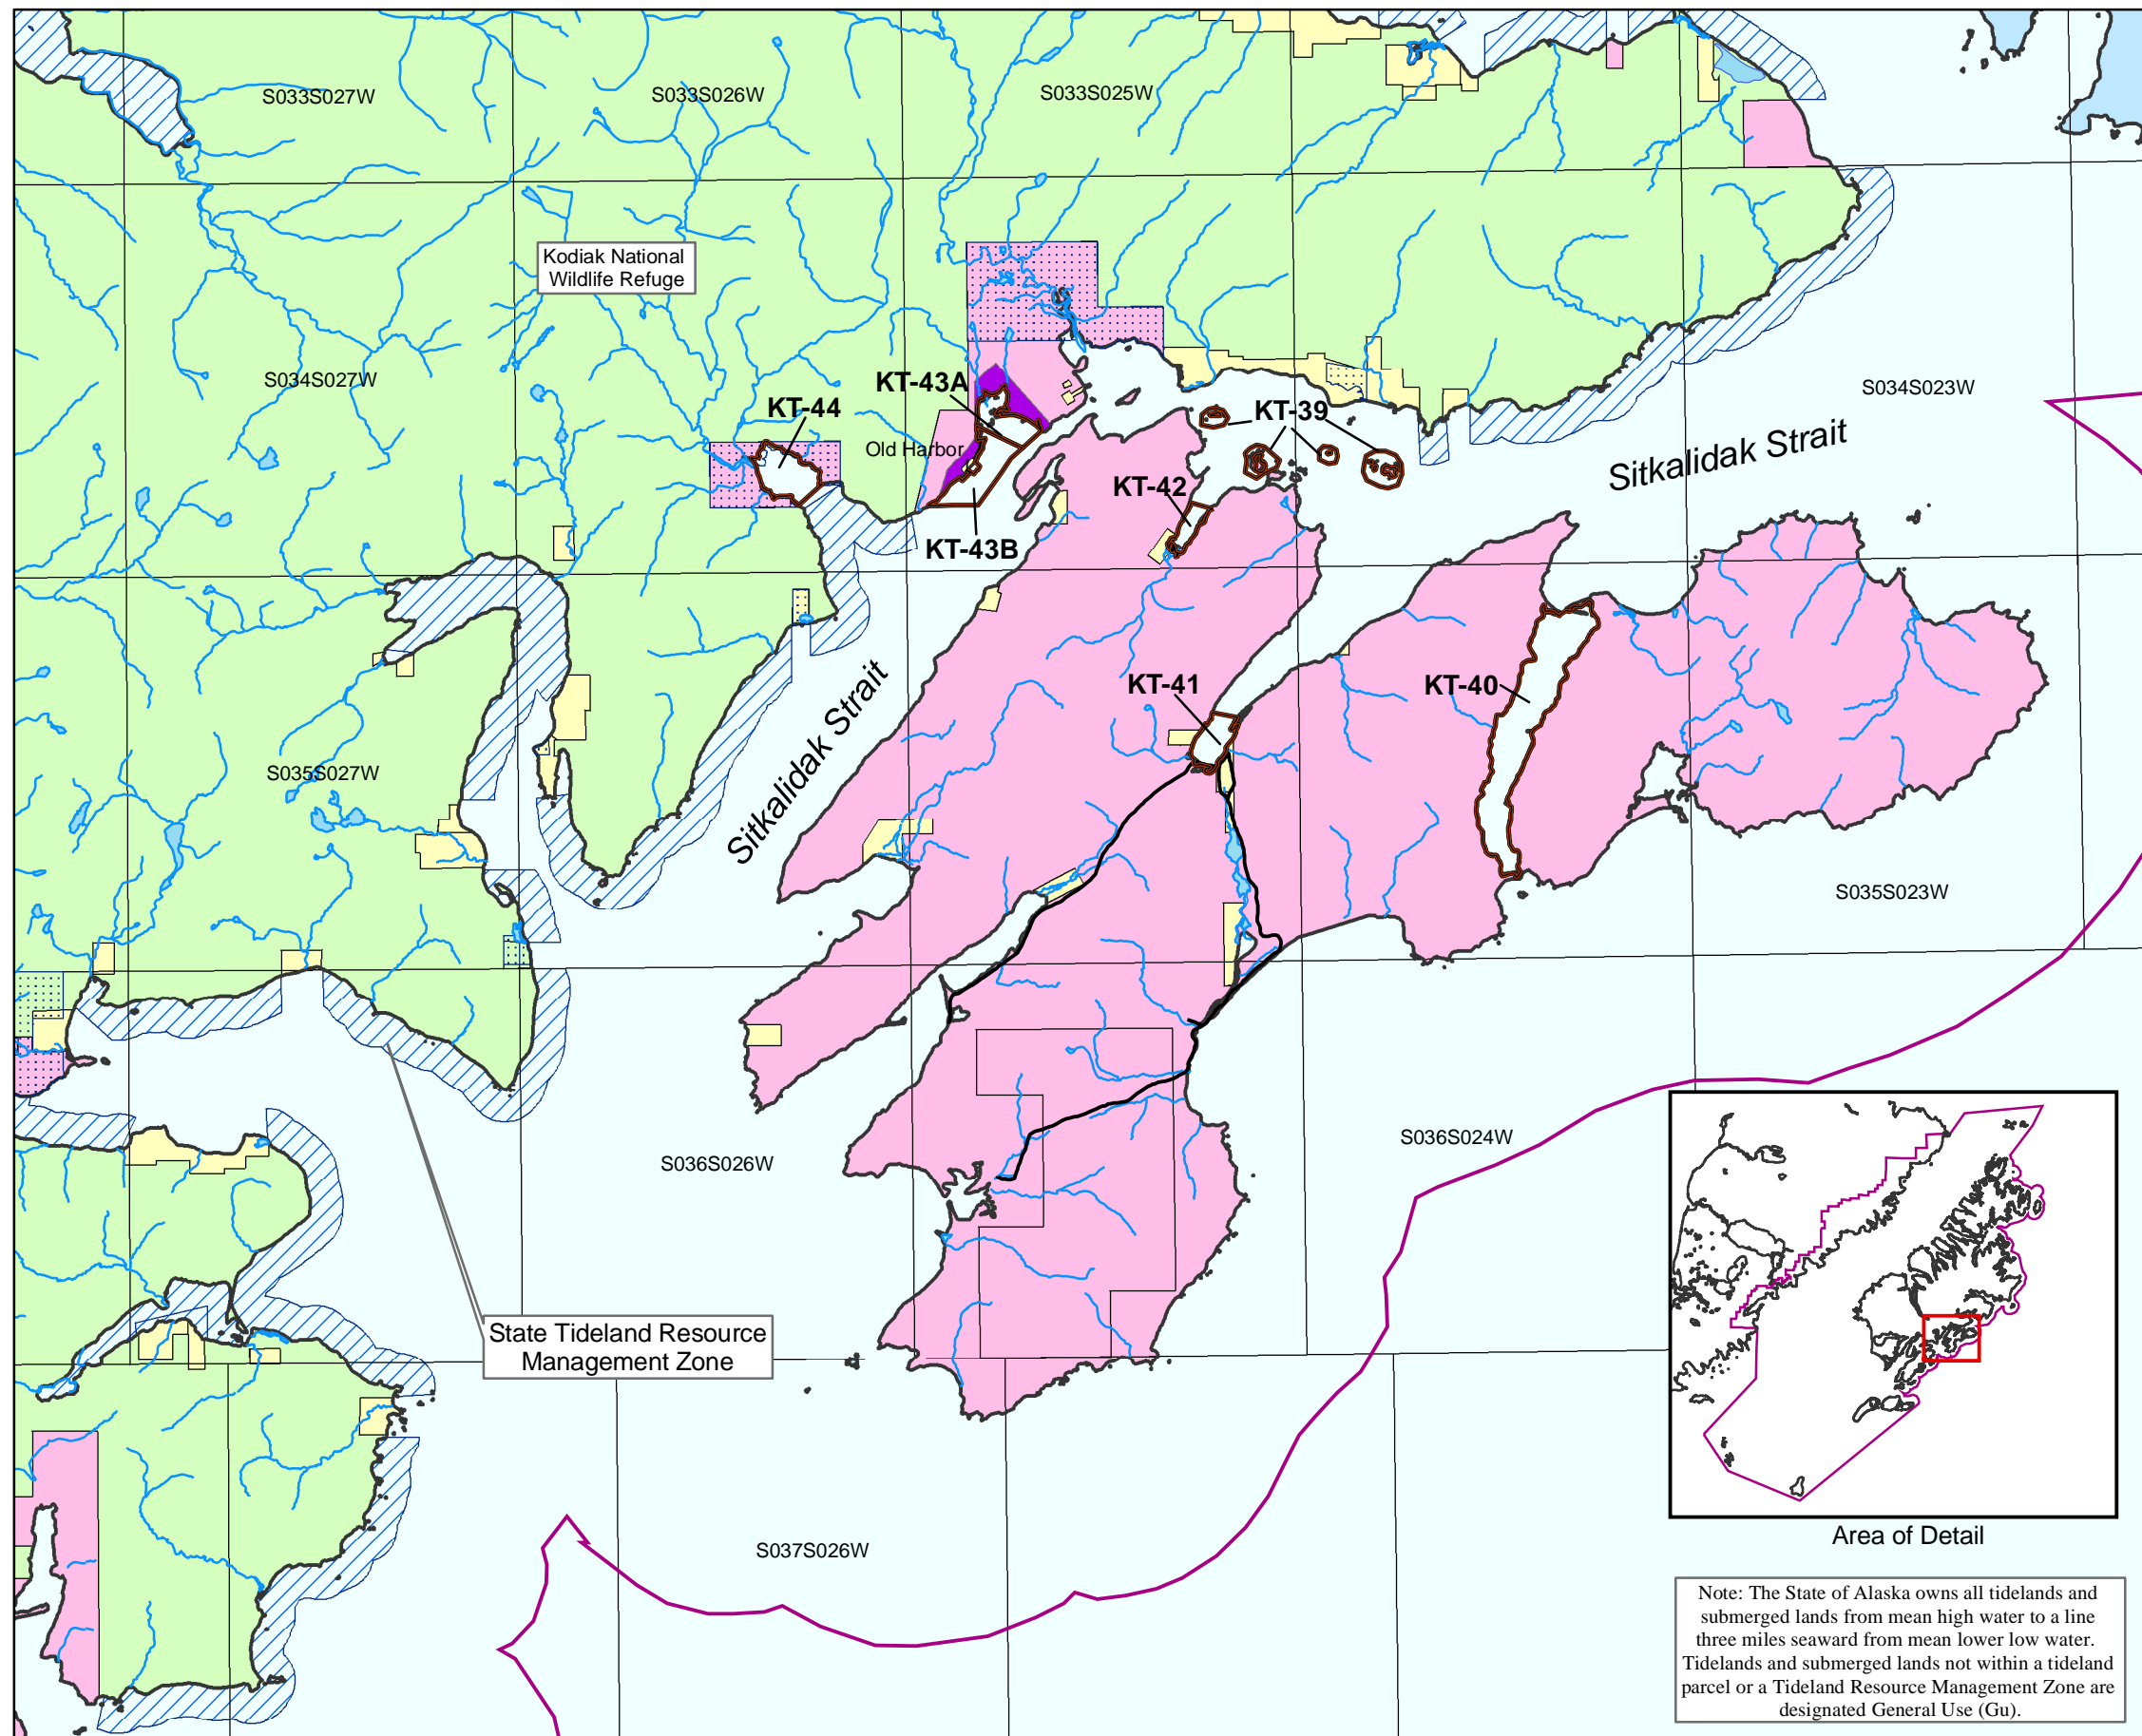 S033S027W
S033S026W
S033S025W
Kodiak National
Wildlife Refuge
S034S027W
KT-43A
KT-44
KT-39
S034S023W
Old Harbor
Sitkalidak Strait
KT-42
KT-43B
KT-41
KT-40
Sitkalidak Strait
S035S027W
S035S023W
S036S024W
S036S026W
State Tideland Resource
Management Zone
S037S026W
Area of Detail
Note: The State of Alaska owns all tidelands and
submerged lands from mean high water to a line
three miles seaward from mean lower low water.
Tidelands and submerged lands not within a tideland
parcel or a Tideland Resource Management Zone are
designated General Use (Gu).